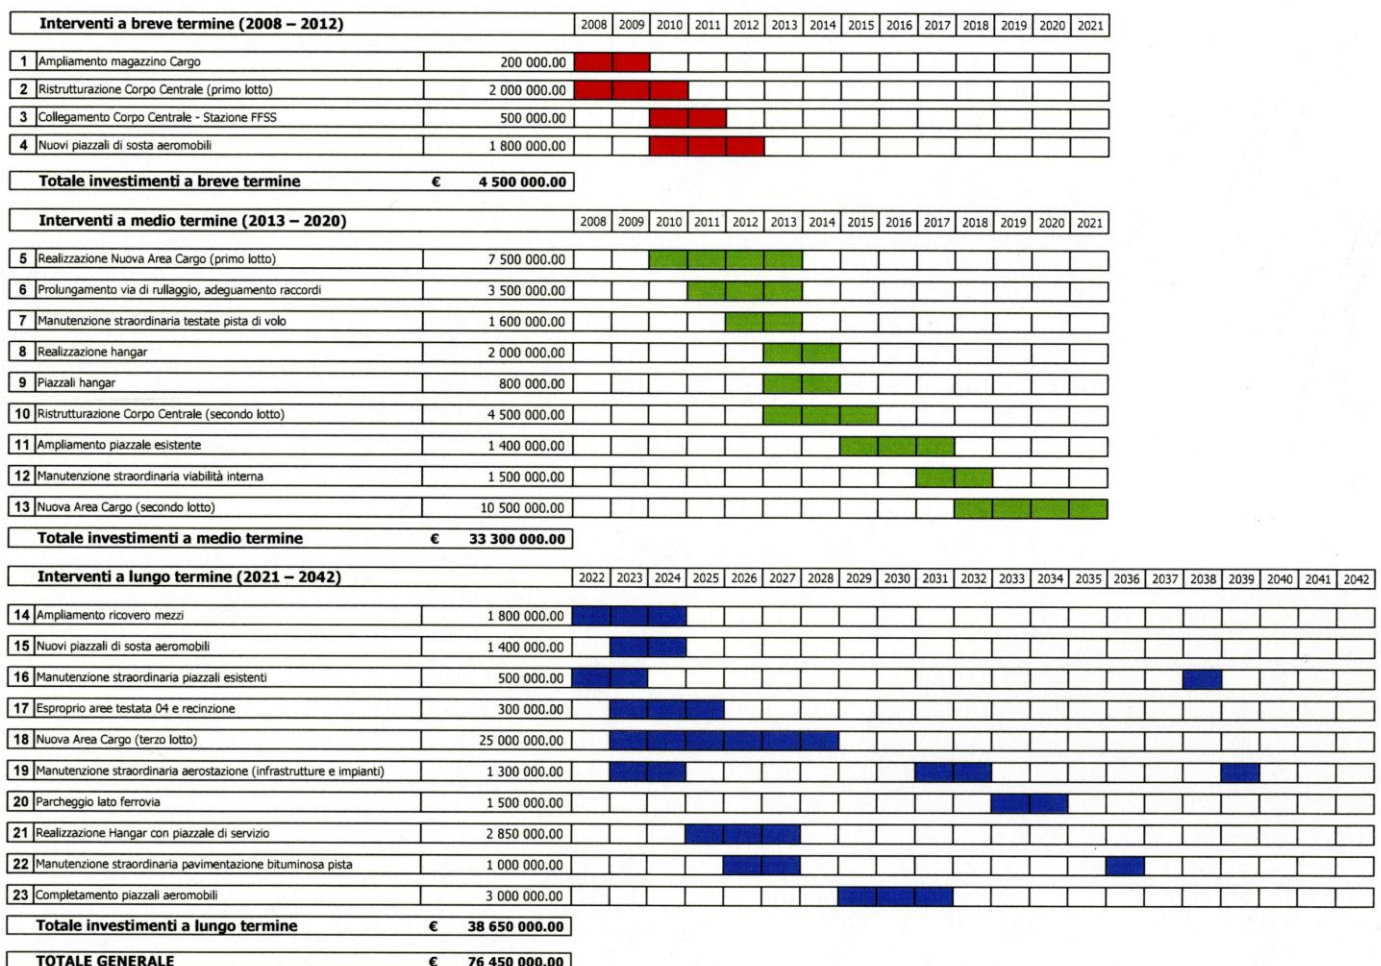 Interventi a breve termine (2008 – 2012) 2008 2009 2010 2011 2012 2013 2014 2015 2016 2017 2018 2019 2020 2021
1 Ampliamento magazzino Cargo 200 000.00
2 Ristrutturazione Corpo Centrale (primo lotto) 2 000 000.00
3 Collegamento Corpo Centrale - Stazione FFSS 500 000.00
4 Nuovi piazzali di sosta aeromobili 1 800 000.00
Totale investimenti a breve termine € 4 500 000.00
Interventi a medio termine (2013 – 2020) 2008 2009 2010 2011 2012 2013 2014 2015 2016 2017 2018 2019 2020 2021
5 Realizzazione Nuova Area Cargo (primo lotto) 7 500 000.00
6 Prolungamento via di rullaggio, adeguamento raccordi 3 500 000.00
7 Manutenzione straordinaria testate pista di volo 1 600 000.00
8 Realizzazione hangar 2 000 000.00
9 Piazzali hangar 800 000.00
10 Ristrutturazione Corpo Centrale (secondo lotto) 4 500 000.00
11 Ampliamento piazzale esistente 1 400 000.00
12 Manutenzione straordinaria viabilità interna 1 500 000.00
13 Nuova Area Cargo (secondo lotto) 10 500 000.00
Totale investimenti a medio termine € 33 300 000.00
Interventi a lungo termine (2021 – 2042) 2022 2023 2024 2025 2026 2027 2028 2029 2030 2031 2032 2033 2034 2035 2036 2037 2038 2039 2040 2041 2042
14 Ampliamento ricovero mezzi 1 800 000.00
15 Nuovi piazzali di sosta aeromobili 1 400 000.00
16 Manutenzione straordinaria piazzali esistenti 500 000.00
17 Esproprio aree testata 04 e recinzione 300 000.00
18 Nuova Area Cargo (terzo lotto) 25 000 000.00
19 Manutenzione straordinaria aerostazione (infrastrutture e impianti) 1 300 000.00
20 Parcheggio lato ferrovia 1 500 000.00
21 Realizzazione Hangar con piazzale di servizio 2 850 000.00
22 Manutenzione straordinaria pavimentazione bituminosa pista 1 000 000.00
23 Completamento piazzali aeromobili 3 000 000.00
Totale investimenti a lungo termine € 38 650 000.00
TOTALE GENERALE € 76 450 000.00